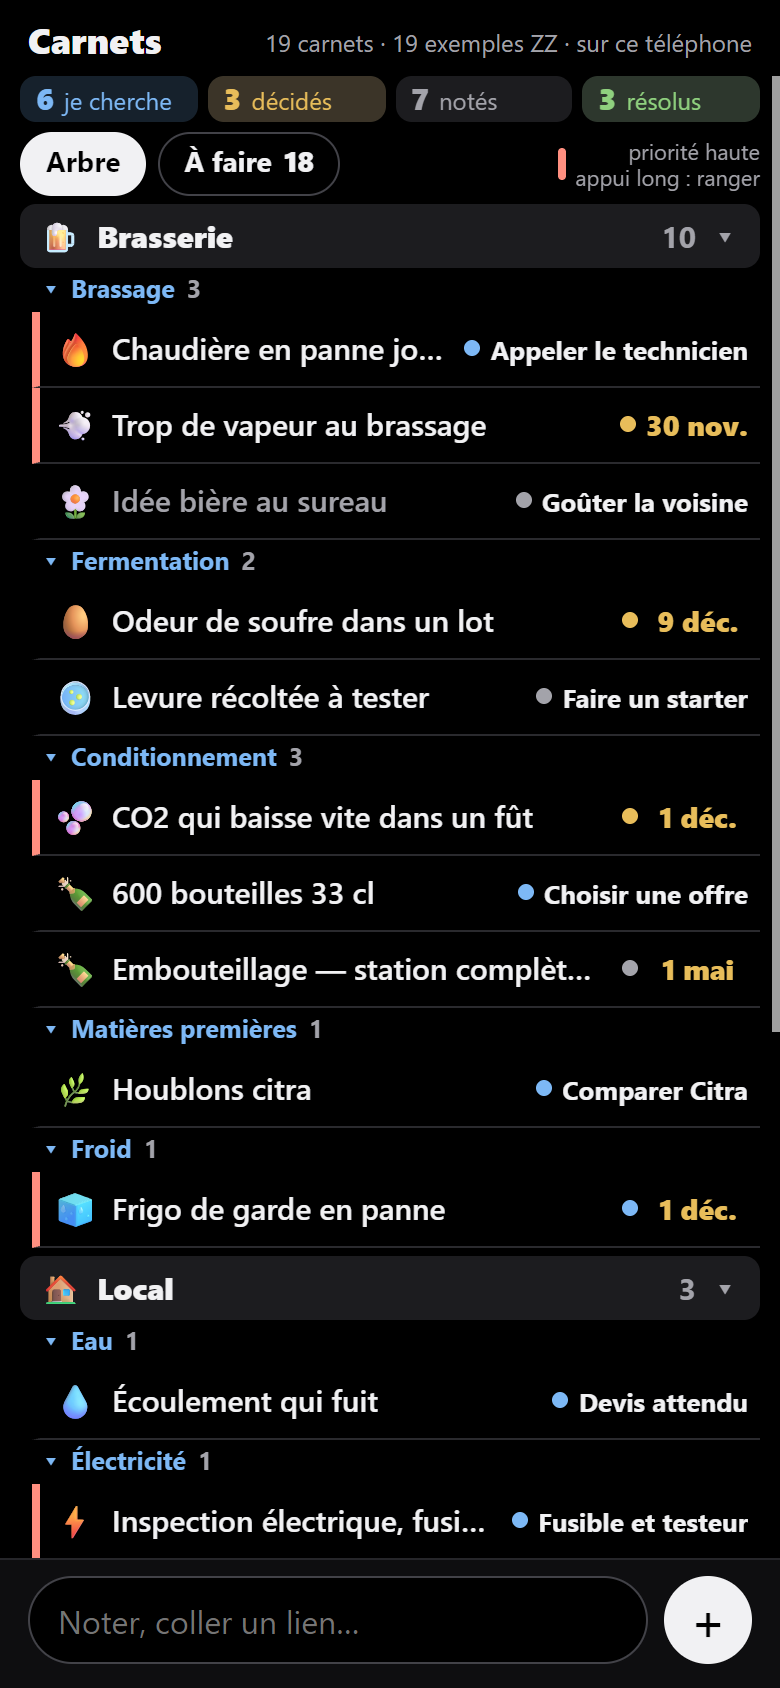 Carnets 19 carnets · 19 exemples ZZ · sur ce téléphone
6 je cherche 3 décidés 7 notés 3 résolus
Arbre À faire 18 priorité haute
appui long : ranger
Brasserie 10 ▼
▼ Brassage 3
Chaudière en panne jo... Appeler le technicien
Trop de vapeur au brassage 30 nov.
Idée bière au sureau Goûter la voisine
▼ Fermentation 2
Odeur de soufre dans un lot 9 déc.
Levure récoltée à tester Faire un starter
▼ Conditionnement 3
CO2 qui baisse vite dans un fût 1 déc.
600 bouteilles 33 cl Choisir une offre
Embouteillage — station complèt... 1 mai
▼ Matières premières 1
Houblons citra Comparer Citra
▼ Froid 1
Frigo de garde en panne 1 déc.
Local 3 ▼
▼ Eau 1
Écoulement qui fuit Devis attendu
▼ Électricité 1
Inspection électrique, fusi... Fusible et testeur
Noter, coller un lien... +